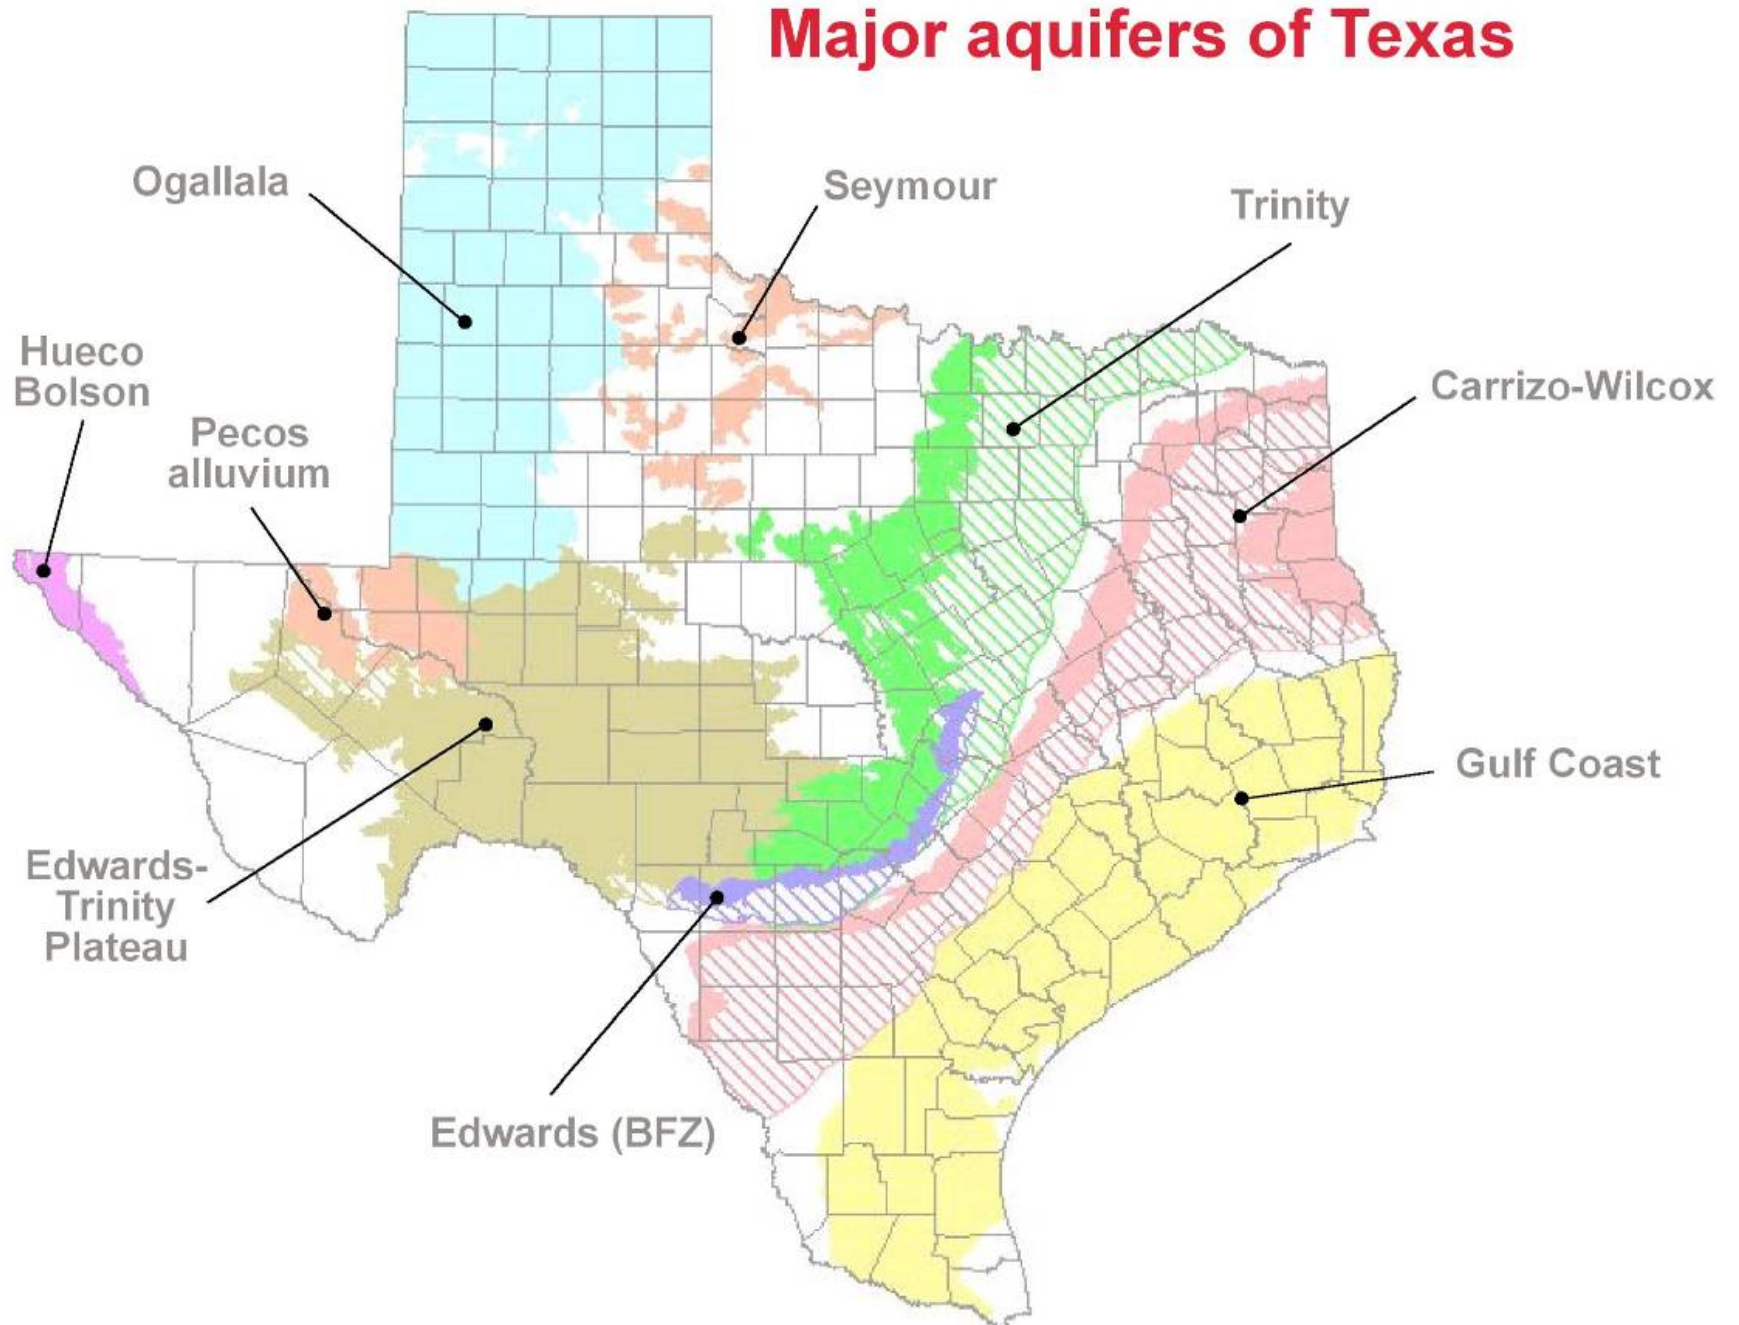 Major aquifers of Texas
Ogallala
Seymour
Trinity
Hueco
Bolson
Carrizo-Wilcox
Pecos
alluvium
Gulf Coast
Edwards-
Trinity
Plateau
Edwards (BFZ)